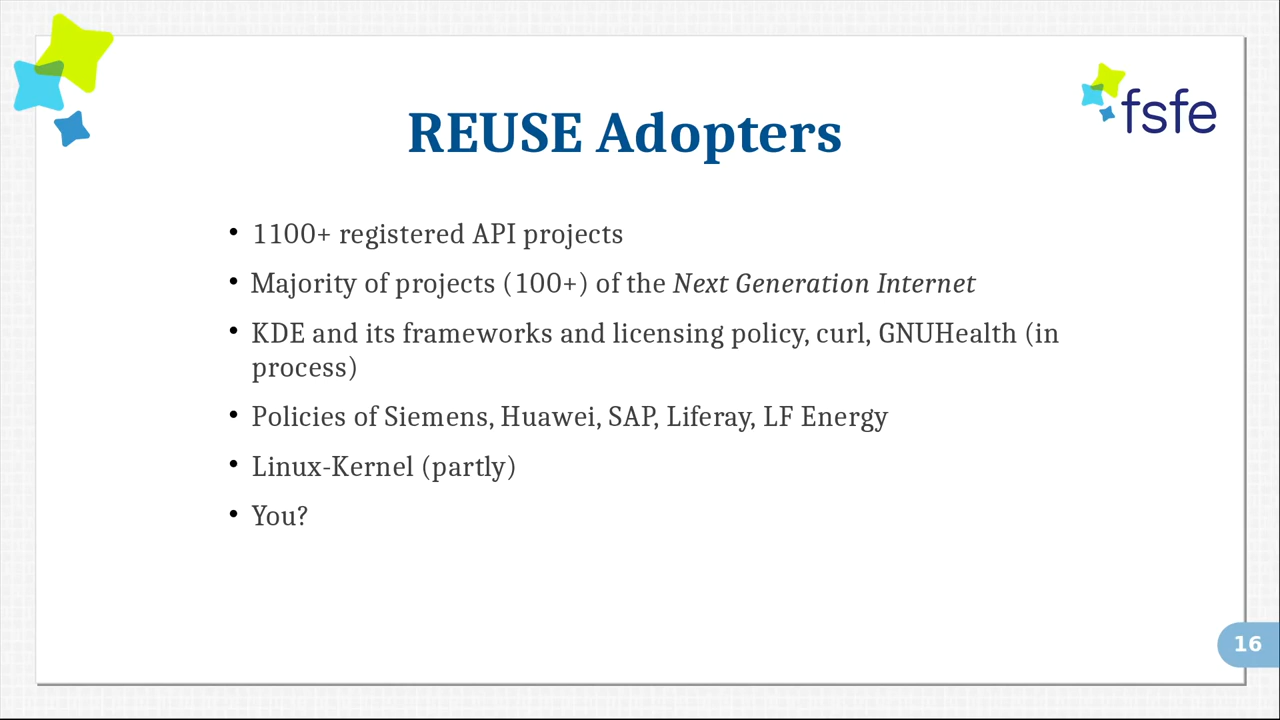 fsfe
REUSE Adopters
• 1100+ registered API projects
• Majority of projects (100+) of the Next Generation Internet
• KDE and its frameworks and licensing policy, curl, GNUHealth (in
process)
• Policies of Siemens, Huawei, SAP, Liferay, LF Energy
• Linux-Kernel (partly)
• You?
16